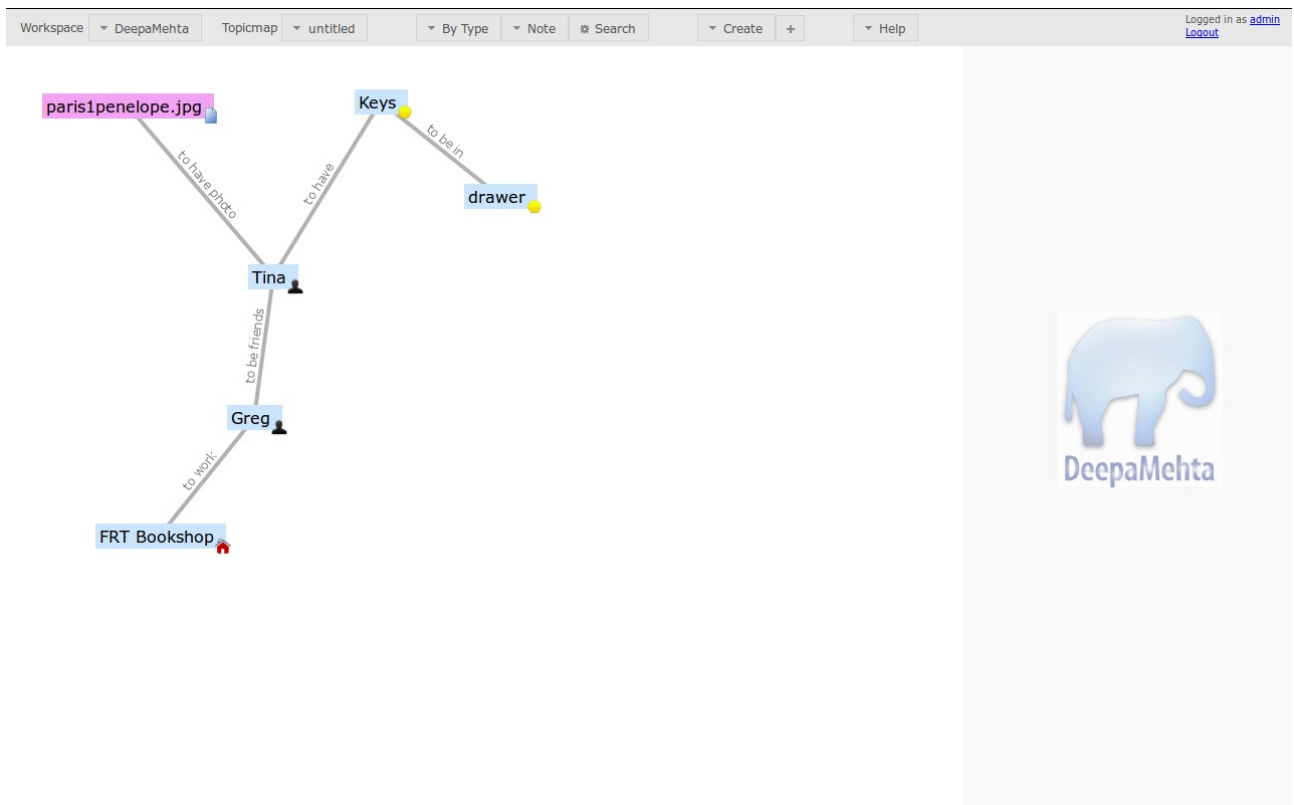 Workspace DeepaMehta Topicmap untitled By Type Note Search Create + Help
Logged in as admin
Logout
paris1penelope.jpg
Keys
to be in
to have photo
to have
drawer
Tina
to be friends
Greg
to work
FRT Bookshop
DeepaMehta